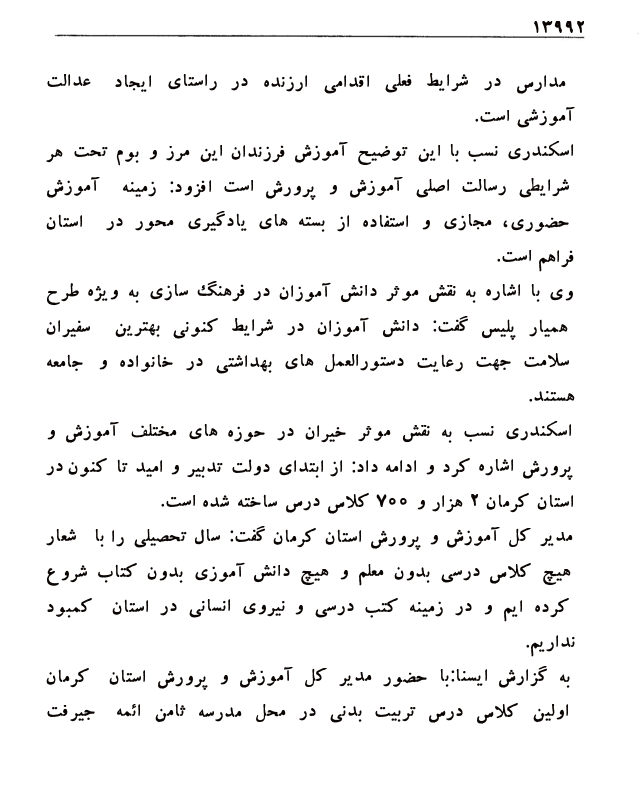 ۱۳۹۹۲
مدارس در شرایط فعلی اقدامی ارزنده در راستای ایجاد عدالت
آموزشی است.
اسکندری نسب با این توضیح آموزش فرزندان این مرز و بوم تحت هر
شرایطی رسالت اصلی آموزش و پرورش است افزود: زمینه آموزش
حضوری، مجازی و استفاده از بسته های یادگیری محور در استان
فراهم است.
وی با اشاره به نقش موثر دانش آموزان در فرهنگ سازی به ویژه طرح
همیار پلیس گفت: دانش آموزان در شرایط کنونی بهترین سفیران
سلامت جهت رعایت دستورالعمل های بهداشتی در خانواده و جامعه
هستند.
اسکندری نسب به نقش موثر خیران در حوزه های مختلف آموزش و
پرورش اشاره کرد و ادامه داد: از ابتدای دولت تدبیر و امید تا کنون در
استان کرمان ۲ هزار و ۷۰۰ کلاس درس ساخته شده است.
مدیر کل آموزش و پرورش استان کرمان گفت: سال تحصیلی را با شعار
هیچ کلاس درسی بدون معلم و هیچ دانش آموزی بدون کتاب شروع
کرده ایم و در زمینه کتب درسی و نیروی انسانی در استان کمبود
نداریم.
به گزارش ایسنا:با حضور مدیر کل آموزش و پرورش استان کرمان
اولین کلاس درس تربیت بدنی در محل مدرسه ثامن ائمه جیرفت